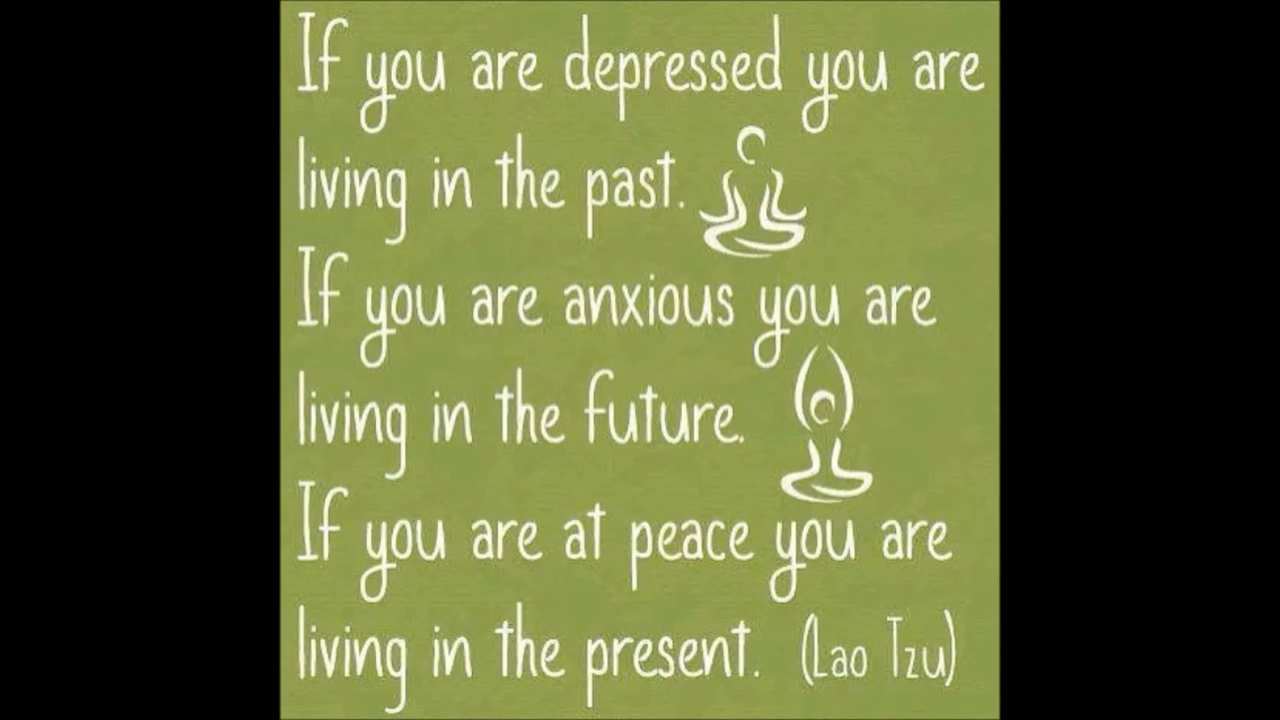 If you are depressed you are
living in the past.
If you are anxious you are
living in the future.
If you are at peace you are
living in the present. (Lao Tzu)